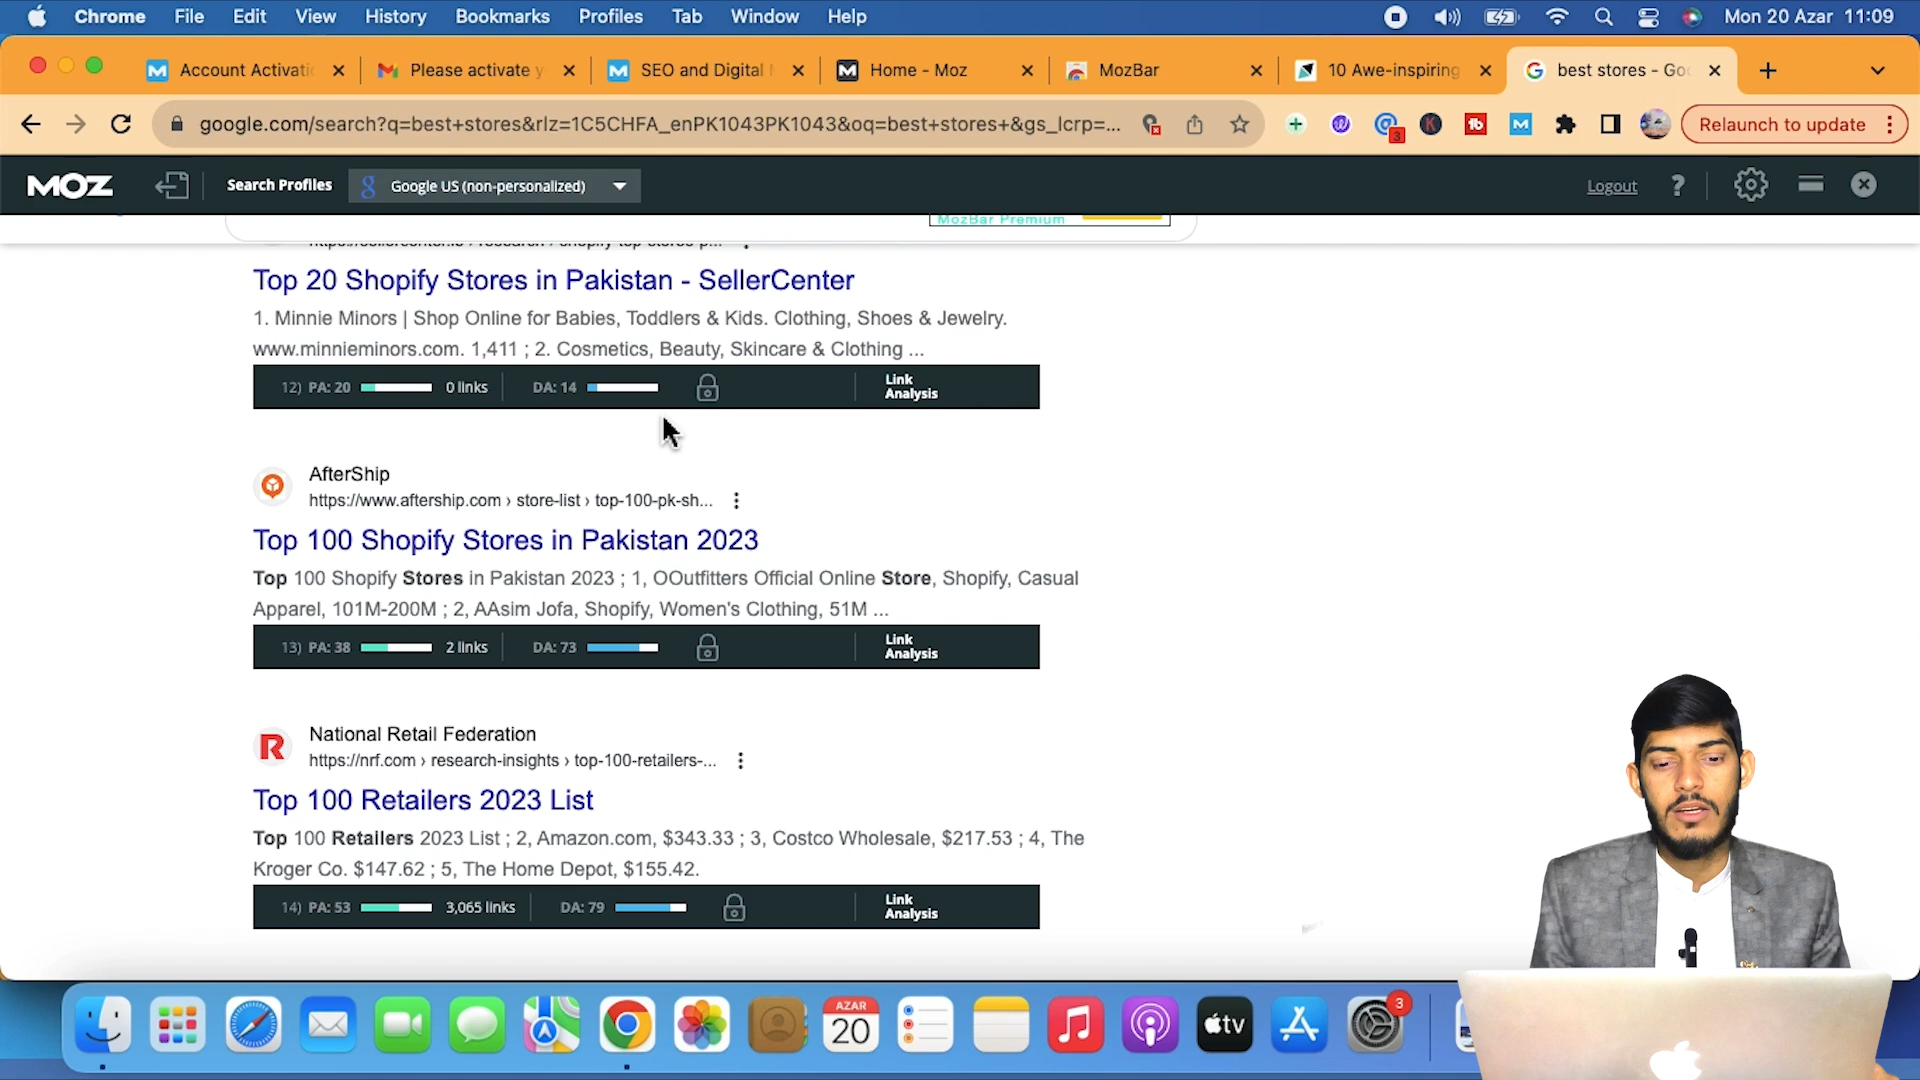 Chrome File Edit View History Bookmarks Profiles Tab Window Help Mon 20 Azar 11:09
Account Activati Please activate y SEO and Digital Home - Moz MozBar 10 Awe-inspiring best stores - Goo
google.com/search?q=best+stores&rlz=1C5CHFA_enPK1043PK1043&oq=best+stores+&gs_lcrp=... 3 Relaunch to update
MOZ Search Profiles Google US (non-personalized) Logout ?
MozBar Premium
Top 20 Shopify Stores in Pakistan - SellerCenter
1. Minnie Minors | Shop Online for Babies, Toddlers & Kids. Clothing, Shoes & Jewelry.
www.minnieminors.com. 1,411 ; 2. Cosmetics, Beauty, Skincare & Clothing ...
12) PA: 20 0 links DA: 14 Link Analysis
AfterShip
https://www.aftership.com › store-list › top-100-pk-sh...
Top 100 Shopify Stores in Pakistan 2023
Top 100 Shopify Stores in Pakistan 2023 ; 1, OOutfitters Official Online Store, Shopify, Casual
Apparel, 101M-200M ; 2, AAsim Jofa, Shopify, Women's Clothing, 51M ...
13) PA: 38 2 links DA: 73 Link Analysis
National Retail Federation
https://nrf.com › research-insights › top-100-retailers-...
Top 100 Retailers 2023 List
Top 100 Retailers 2023 List ; 2, Amazon.com, $343.33 ; 3, Costco Wholesale, $217.53 ; 4, The
Kroger Co. $147.62 ; 5, The Home Depot, $155.42.
14) PA: 53 3,065 links DA: 79 Link Analysis
AZAR
20
tv
3